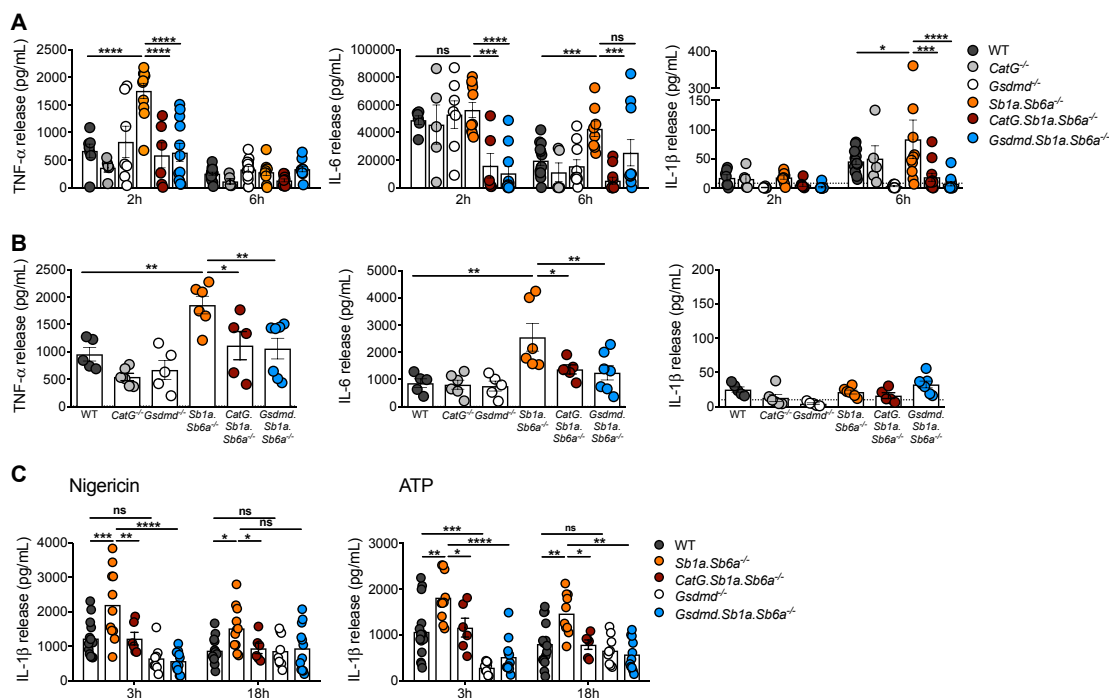 A
TNF-α release (pg/mL)
2500
2000
1500
1000
500
0
****
****
****
2h
6h
IL-6 release (pg/mL)
100000
80000
60000
40000
20000
0
ns
****
***
***
ns
***
2h
6h
IL-1β release (pg/mL)
400
300
200
100
150
100
50
0
*
****
***
2h
6h
WT
CatG-/-
Gsdmd-/-
Sb1a.Sb6a-/-
CatG.Sb1a.Sb6a-/-
Gsdmd.Sb1a.Sb6a-/-
B
TNF-α release (pg/mL)
2500
2000
1500
1000
500
0
**
**
*
WT
CatG-/-
Gsdmd-/-
Sb1a.
Sb6a-/-
CatG.
Sb1a.
Sb6a-/-
Gsdmd.
Sb1a.
Sb6a-/-
IL-6 release (pg/mL)
5000
4000
3000
2000
1000
0
**
**
*
WT
CatG-/-
Gsdmd-/-
Sb1a.
Sb6a-/-
CatG.
Sb1a.
Sb6a-/-
Gsdmd.
Sb1a.
Sb6a-/-
IL-1β release (pg/mL)
200
150
100
50
0
WT
CatG-/-
Gsdmd-/-
Sb1a.
Sb6a-/-
CatG.
Sb1a.
Sb6a-/-
Gsdmd.
Sb1a.
Sb6a-/-
C
Nigericin
IL-1β release (pg/mL)
4000
3000
2000
1000
0
ns
****
***
**
ns
ns
*
*
3h
18h
ATP
IL-1β release (pg/mL)
3000
2000
1000
0
***
****
**
*
ns
**
**
*
3h
18h
WT
Sb1a.Sb6a-/-
CatG.Sb1a.Sb6a-/-
Gsdmd-/-
Gsdmd.Sb1a.Sb6a-/-